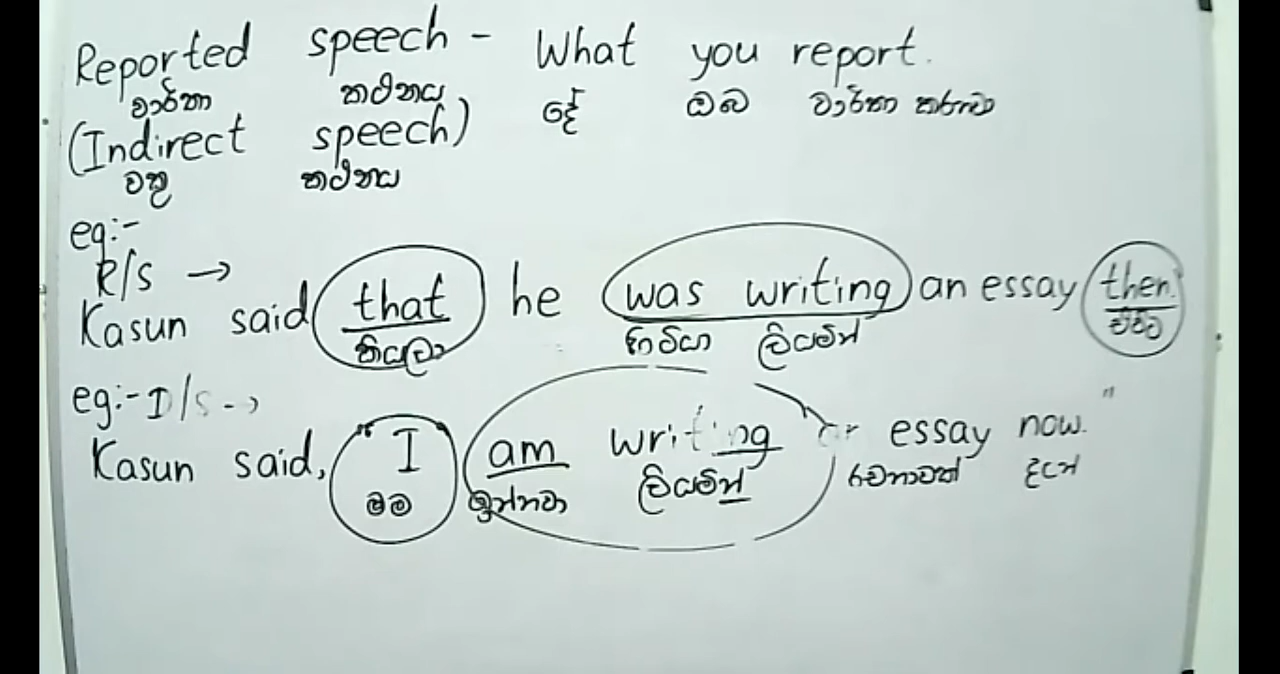 Reported speech - What you report.
වාර්තා කථනය දේ ඔබ වාර්තා කරනවා
(Indirect speech)
වක්‍ර කථනය
eg:-
R/S →
Kasun said that he was writing an essay then.
කියලා හිටියා ලියමින් එවිට
eg:- D/S →
Kasun said, "I am writing an essay now."
මම ඉන්නවා ලියමින් රචනාවක් දැන්